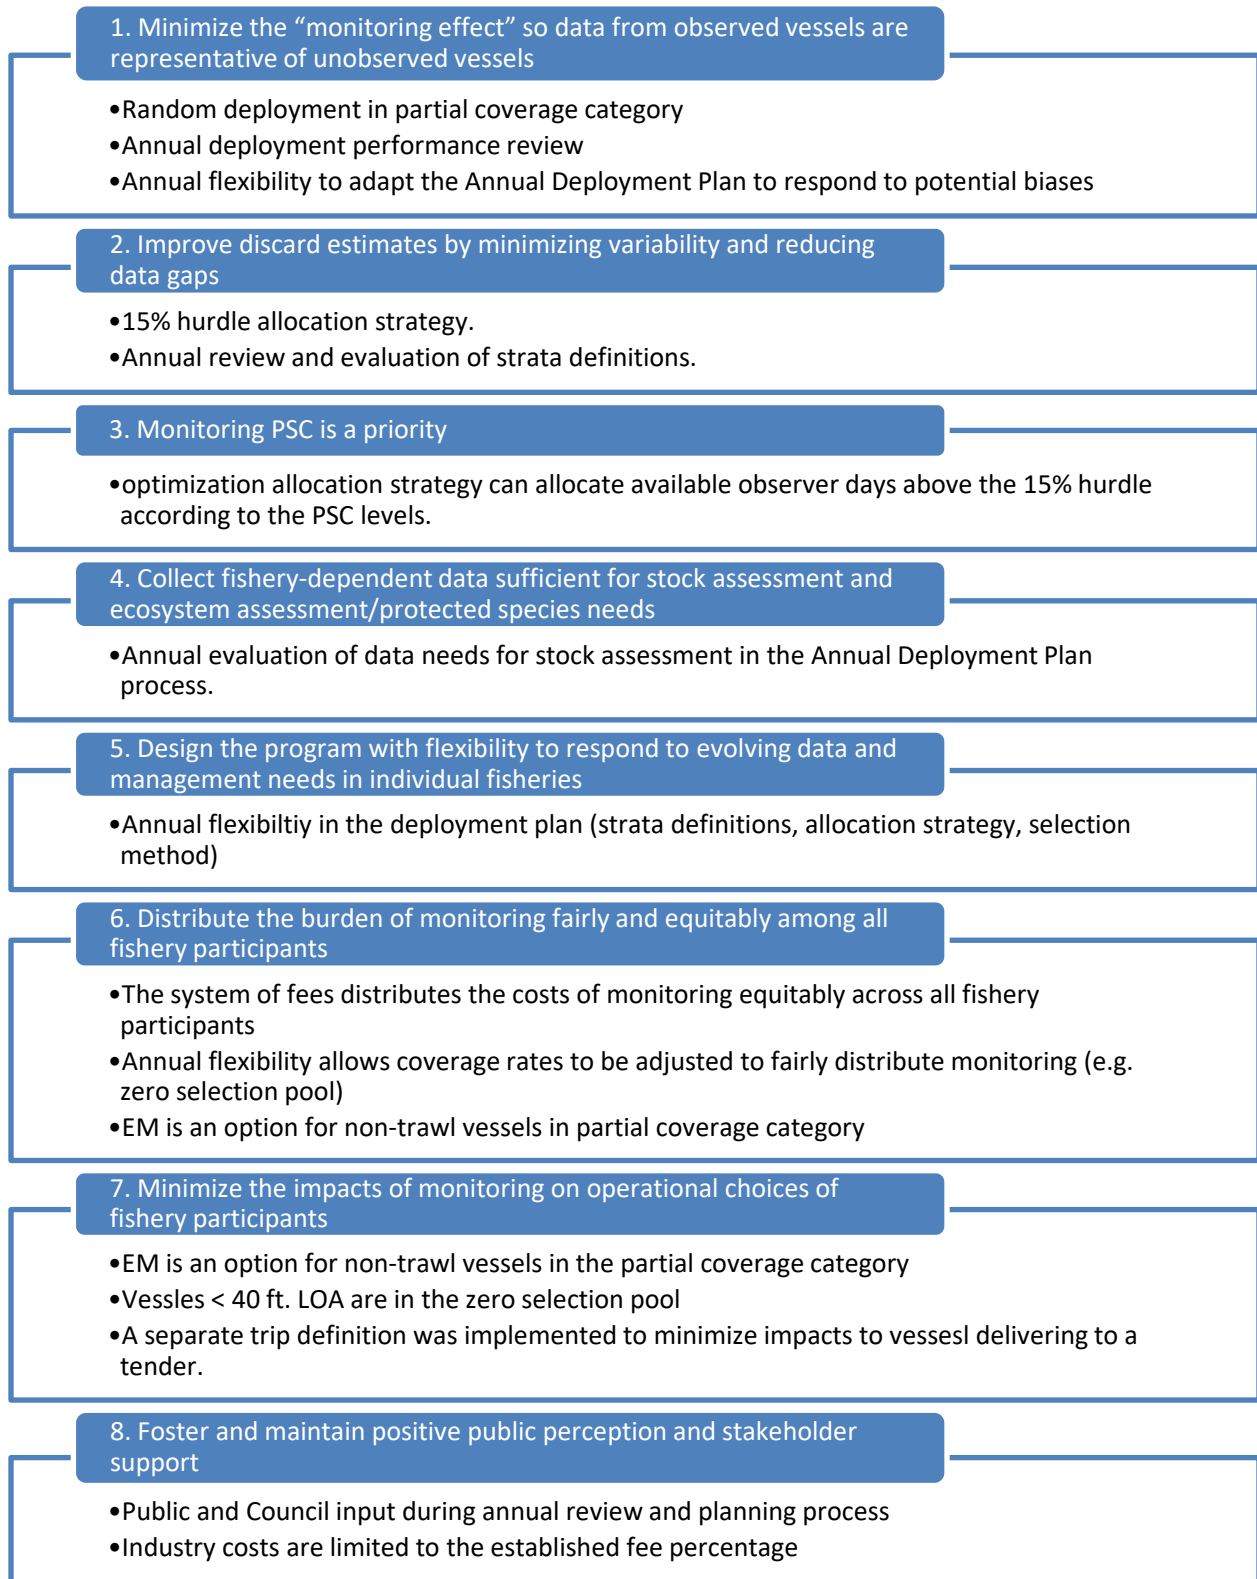 1. Minimize the “monitoring effect” so data from observed vessels are
representative of unobserved vessels
•Random deployment in partial coverage category
•Annual deployment performance review
•Annual flexibility to adapt the Annual Deployment Plan to respond to potential biases
2. Improve discard estimates by minimizing variability and reducing
data gaps
•15% hurdle allocation strategy.
•Annual review and evaluation of strata definitions.
3. Monitoring PSC is a priority
•optimization allocation strategy can allocate available observer days above the 15% hurdle
according to the PSC levels.
4. Collect fishery-dependent data sufficient for stock assessment and
ecosystem assessment/protected species needs
•Annual evaluation of data needs for stock assessment in the Annual Deployment Plan
process.
5. Design the program with flexibility to respond to evolving data and
management needs in individual fisheries
•Annual flexibiltiy in the deployment plan (strata definitions, allocation strategy, selection
method)
6. Distribute the burden of monitoring fairly and equitably among all
fishery participants
•The system of fees distributes the costs of monitoring equitably across all fishery
participants
•Annual flexibility allows coverage rates to be adjusted to fairly distribute monitoring (e.g.
zero selection pool)
•EM is an option for non-trawl vessels in partial coverage category
7. Minimize the impacts of monitoring on operational choices of
fishery participants
•EM is an option for non-trawl vessels in the partial coverage category
•Vessles < 40 ft. LOA are in the zero selection pool
•A separate trip definition was implemented to minimize impacts to vessesl delivering to a
tender.
8. Foster and maintain positive public perception and stakeholder
support
•Public and Council input during annual review and planning process
•Industry costs are limited to the established fee percentage